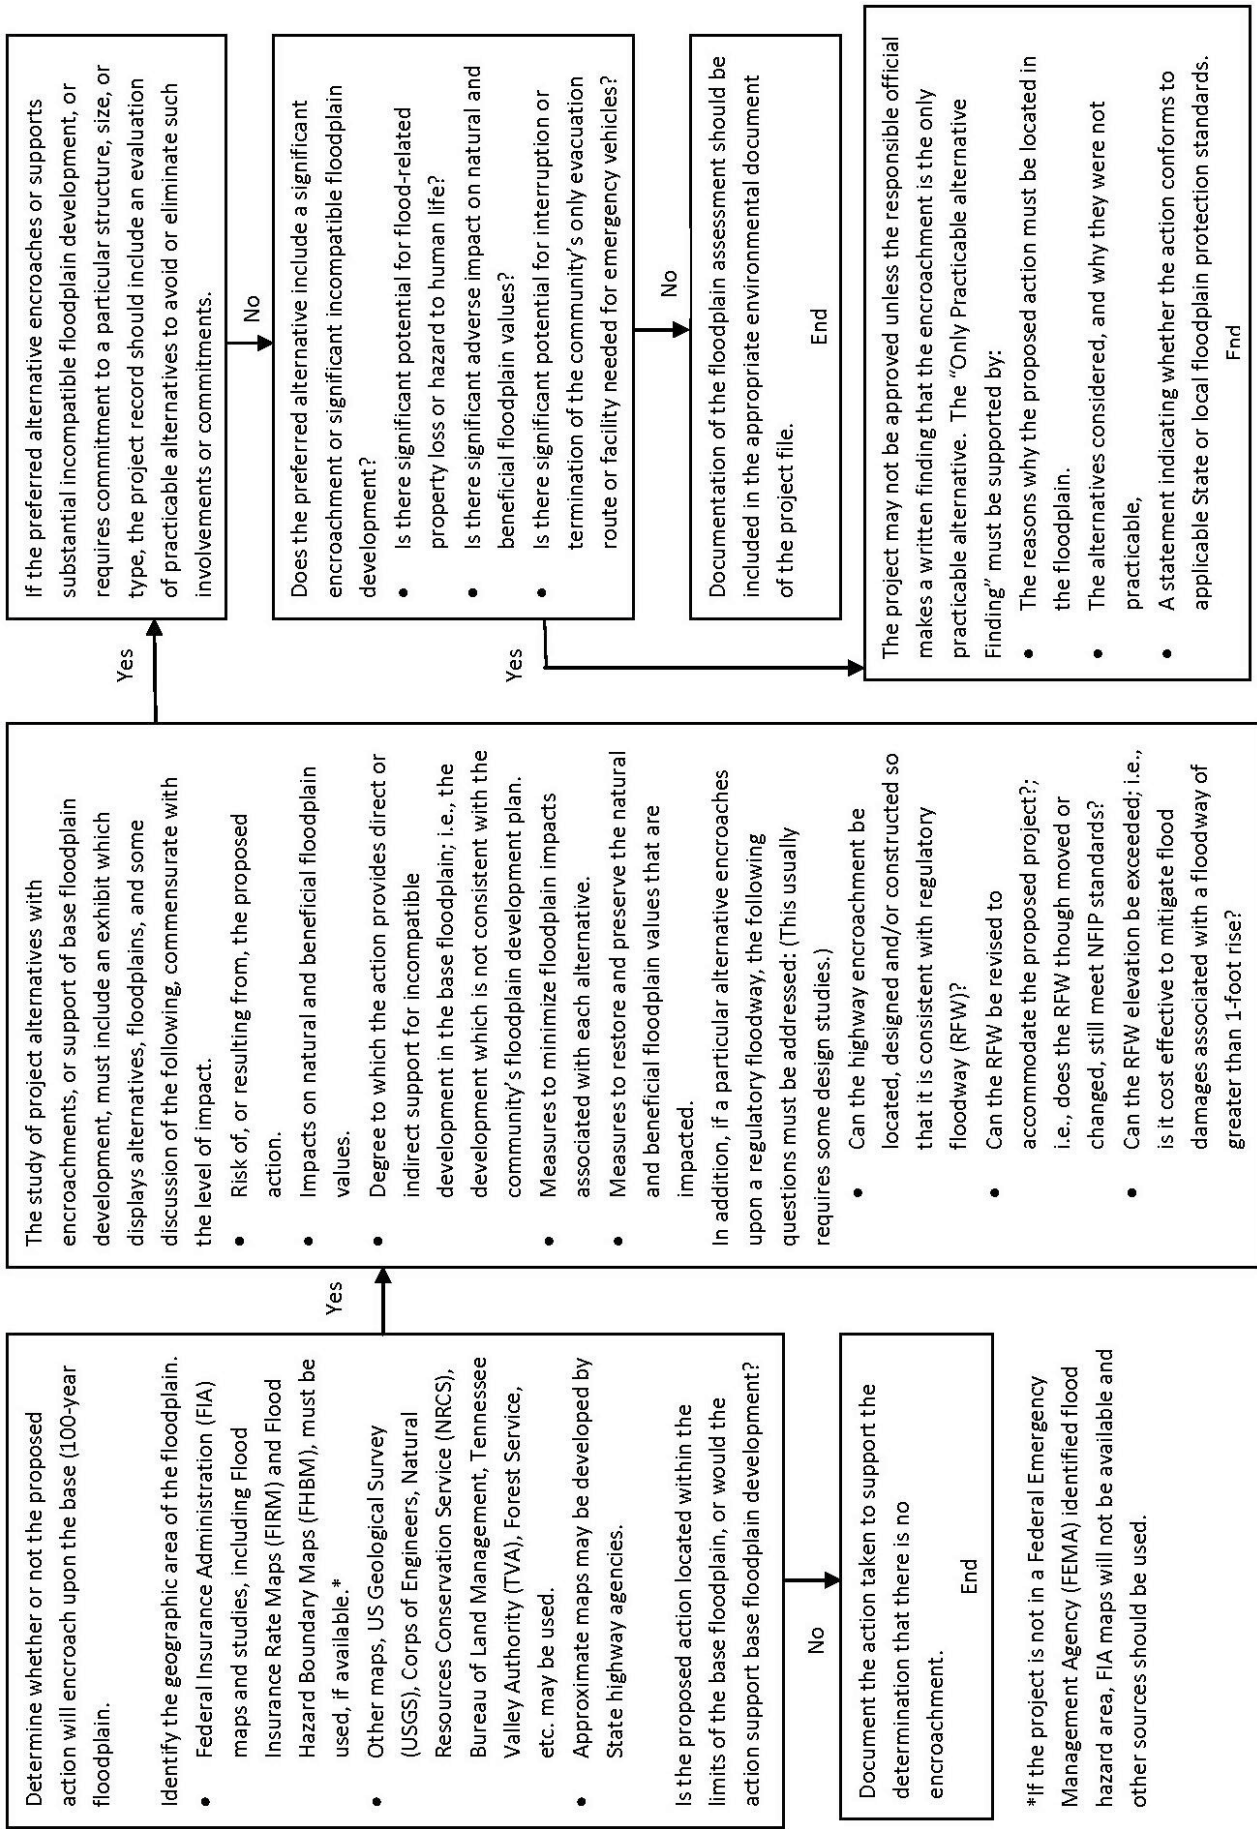 Determine whether or not the proposed
action will encroach upon the base (100-year
floodplain.
Identify the geographic area of the floodplain.
• Federal Insurance Administration (FIA)
maps and studies, including Flood
Insurance Rate Maps (FIRM) and Flood
Hazard Boundary Maps (FHBM), must be
used, if available.*
• Other maps, US Geological Survey
(USGS), Corps of Engineers, Natural
Resources Conservation Service (NRCS),
Bureau of Land Management, Tennessee
Valley Authority (TVA), Forest Service,
etc. may be used.
• Approximate maps may be developed by
State highway agencies.
Is the proposed action located within the
limits of the base floodplain, or would the
action support base floodplain development?
No
Document the action taken to support the
determination that there is no
encroachment.
End
*If the project is not in a Federal Emergency
Management Agency (FEMA) identified flood
hazard area, FIA maps will not be available and
other sources should be used.
Yes
The study of project alternatives with
encroachments, or support of base floodplain
development, must include an exhibit which
displays alternatives, floodplains, and some
discussion of the following, commensurate with
the level of impact.
• Risk of, or resulting from, the proposed
action.
• Impacts on natural and beneficial floodplain
values.
• Degree to which the action provides direct or
indirect support for incompatible
development in the base floodplain; i.e., the
development which is not consistent with the
community's floodplain development plan.
• Measures to minimize floodplain impacts
associated with each alternative.
• Measures to restore and preserve the natural
and beneficial floodplain values that are
impacted.
In addition, if a particular alternative encroaches
upon a regulatory floodway, the following
questions must be addressed: (This usually
requires some design studies.)
• Can the highway encroachment be
located, designed and/or constructed so
that it is consistent with regulatory
floodway (RFW)?
• Can the RFW be revised to
accommodate the proposed project?;
i.e., does the RFW though moved or
changed, still meet NFIP standards?
• Can the RFW elevation be exceeded; i.e.,
is it cost effective to mitigate flood
damages associated with a floodway of
greater than 1-foot rise?
Yes
If the preferred alternative encroaches or supports
substantial incompatible floodplain development, or
requires commitment to a particular structure, size, or
type, the project record should include an evaluation
of practicable alternatives to avoid or eliminate such
involvements or commitments.
No
Does the preferred alternative include a significant
encroachment or significant incompatible floodplain
development?
• Is there significant potential for flood-related
property loss or hazard to human life?
• Is there significant adverse impact on natural and
beneficial floodplain values?
• Is there significant potential for interruption or
termination of the community's only evacuation
route or facility needed for emergency vehicles?
No
Documentation of the floodplain assessment should be
included in the appropriate environmental document
of the project file.
End
Yes
The project may not be approved unless the responsible official
makes a written finding that the encroachment is the only
practicable alternative. The "Only Practicable alternative
Finding" must be supported by:
• The reasons why the proposed action must be located in
the floodplain.
• The alternatives considered, and why they were not
practicable,
• A statement indicating whether the action conforms to
applicable State or local floodplain protection standards.
End